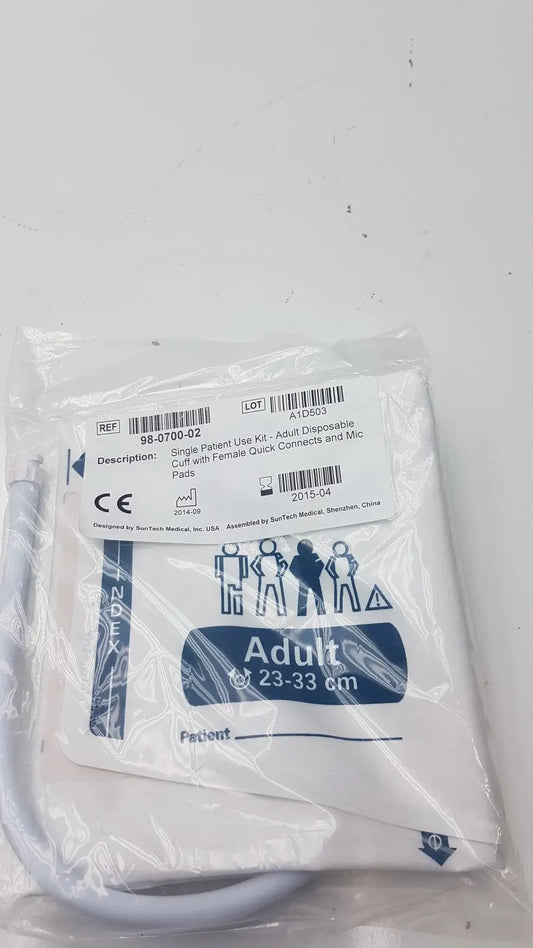 REF
98-0700-02
LOT
A1D503
Description: Single Patient Use Kit - Adult Disposable
Cuff with Female Quick Connects and Mic
Pads
CE
2014-09
2015-04
Designed by SunTech Medical, Inc. USA Assembled by SunTech Medical, Shenzhen, China
INDEX
Adult
23-33 cm
Patient